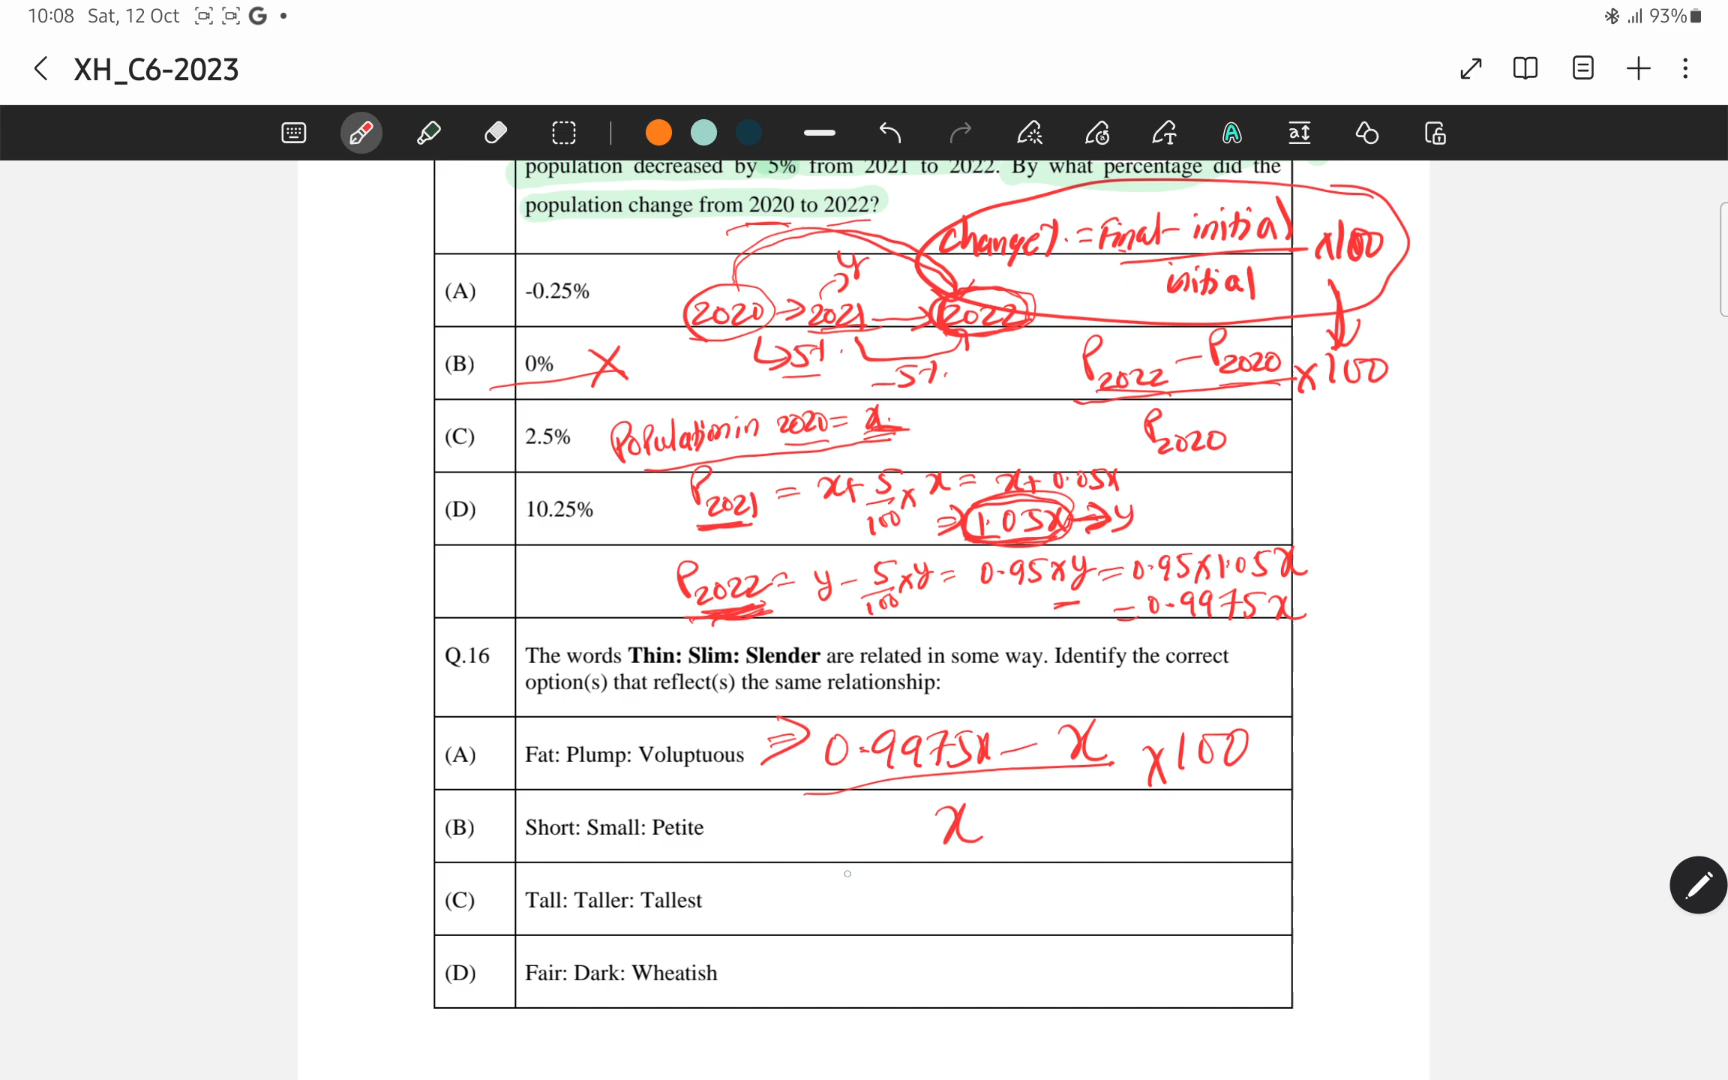 10:08 Sat, 12 Oct G
93%
XH_C6-2023
population decreased by 5% from 2021 to 2022. By what percentage did the
population change from 2020 to 2022?
change % = Final - initial × 100
initial
y
(A) -0.25%
2020 → 2021 → 2022
(B) 0% ×
↳ 5%
-5%.
P2022 - P2020 × 100
P2020
(C) 2.5%
Population in 2020 = x.
(D) 10.25%
P2021 = x + 5/100 × x = x + 0.05x
⇒ 1.05x → y
P2022 = y - 5/100 × y = 0.95 × y = 0.95 × 1.05x
= 0.9975x
Q.16 The words Thin: Slim: Slender are related in some way. Identify the correct
option(s) that reflect(s) the same relationship:
(A) Fat: Plump: Voluptuous
⇒ 0.9975x - x × 100
x
(B) Short: Small: Petite
(C) Tall: Taller: Tallest
(D) Fair: Dark: Wheatish